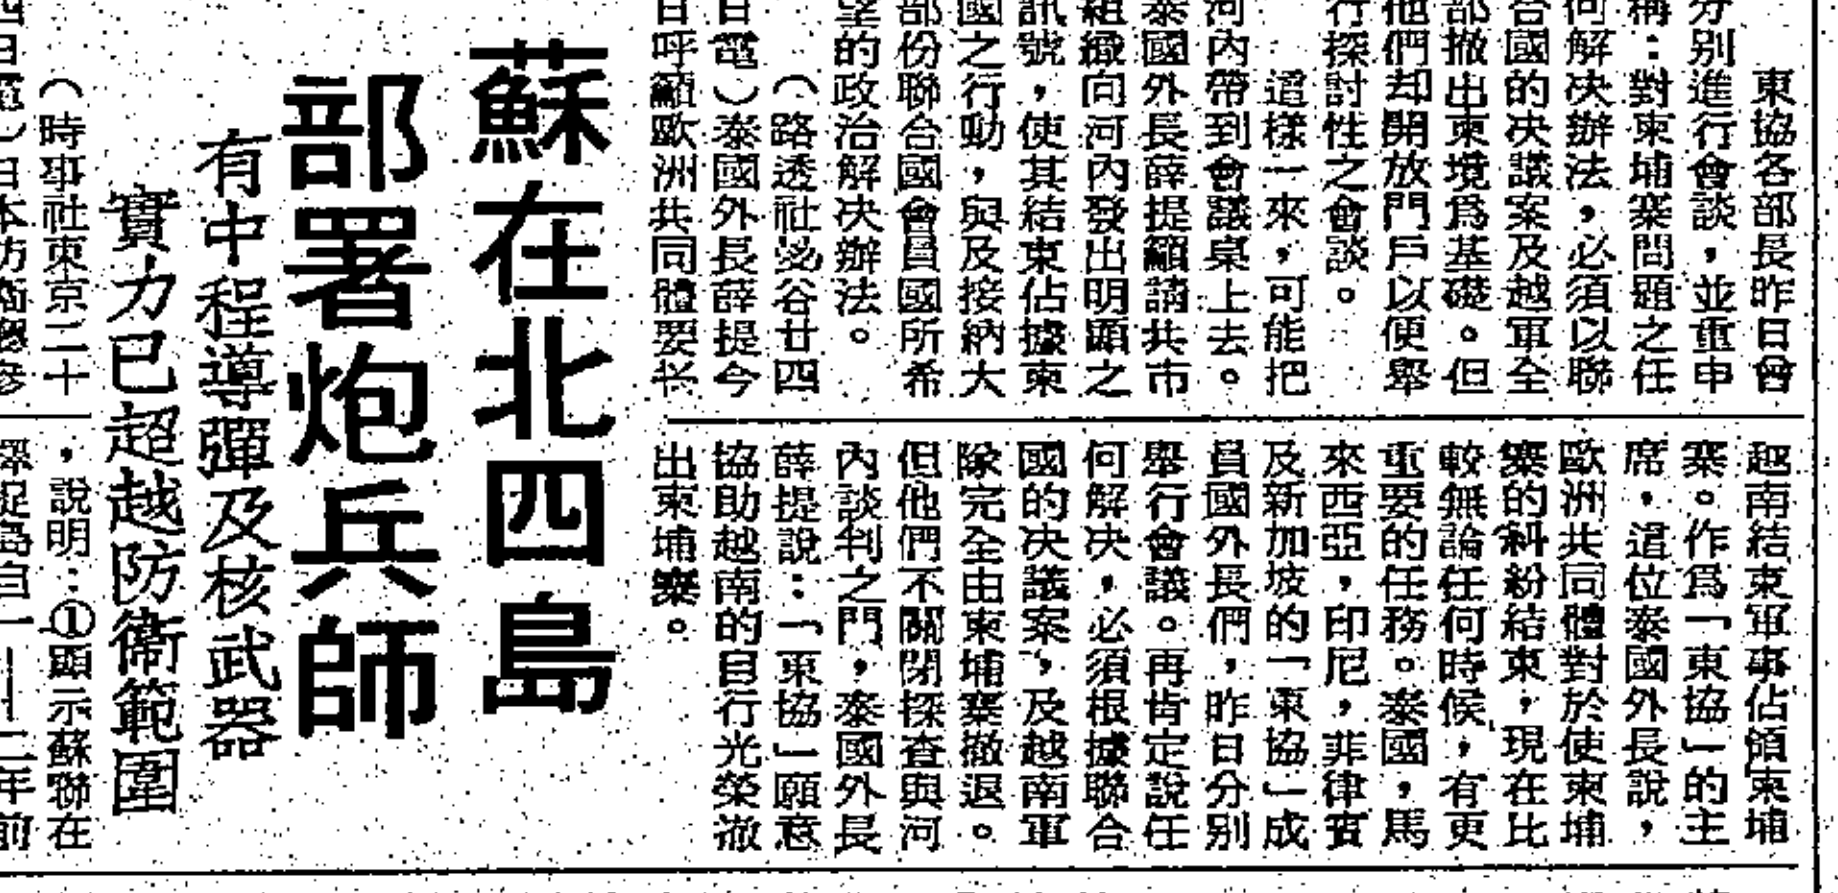 東協各部長昨日曾
分別進行會談，並重申
稱：對柬埔寨問題之任
何解决辦法，必須以聯
合國的决議案及越軍全
部撤出柬境爲基礎。但
他們却開放門戶以便舉
行探討性之會談。
這樣一來，可能把
河內帶到會議桌上去。
泰國外長薛提籲請共市
組織向河內發出明顯之
訊號，使其結束佔據柬
國之行動，與及接納大
部份聯合國會員國所希
望的政治解决辦法。
（路透社曼谷廿四
日電）泰國外長薛提今
日呼籲歐洲共同體要求
越南結束軍事佔領柬埔
寨。作爲「東協」的主
席，這位泰國外長說，
歐洲共同體對於使柬埔
寨的糾紛結束，現在比
較無論任何時候，有更
重要的任務。泰國，馬
來西亞，印尼，菲律賓
及新加坡的「東協」成
員國外長們，昨日分別
舉行會議。再肯定說任
何解决，必須根據聯合
國的决議案，及越南軍
隊完全由柬埔寨撤退。
但他們不關閉探查與河
內談判之門，泰國外長
薛提說：「東協」願意
協助越南的自行光榮撤
出柬埔寨。
蘇在北四島
部署炮兵師
有中程導彈及核武器
實力已超越防衞範圍
（時事社東京二十
四日電）日本防衞廳參
，說明：①顯示蘇聯在
擇捉島自一——二年前